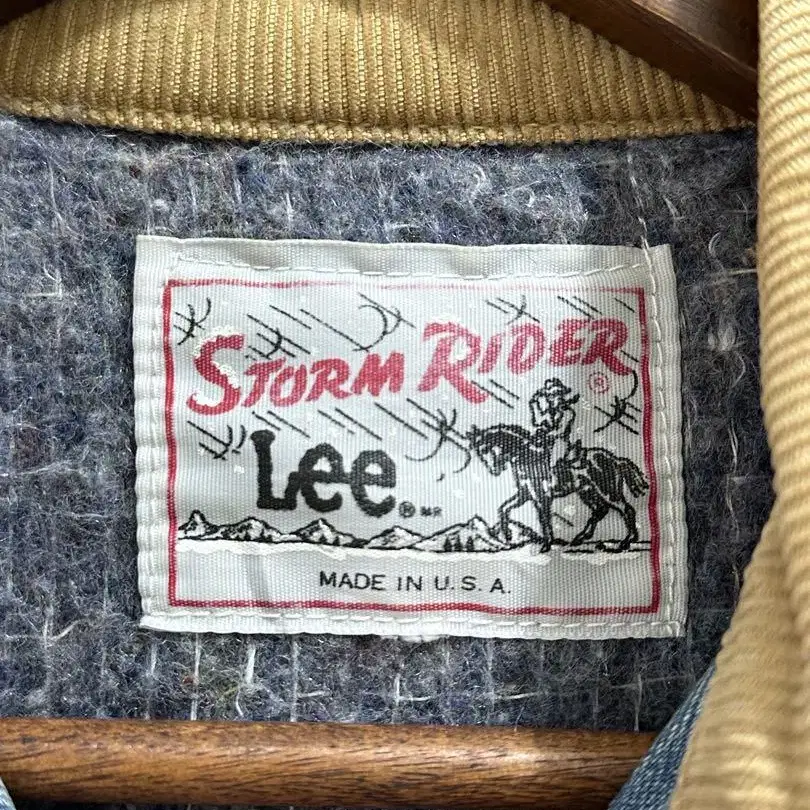 STORM RIDER ®
Lee ® MR
MADE IN U.S.A.